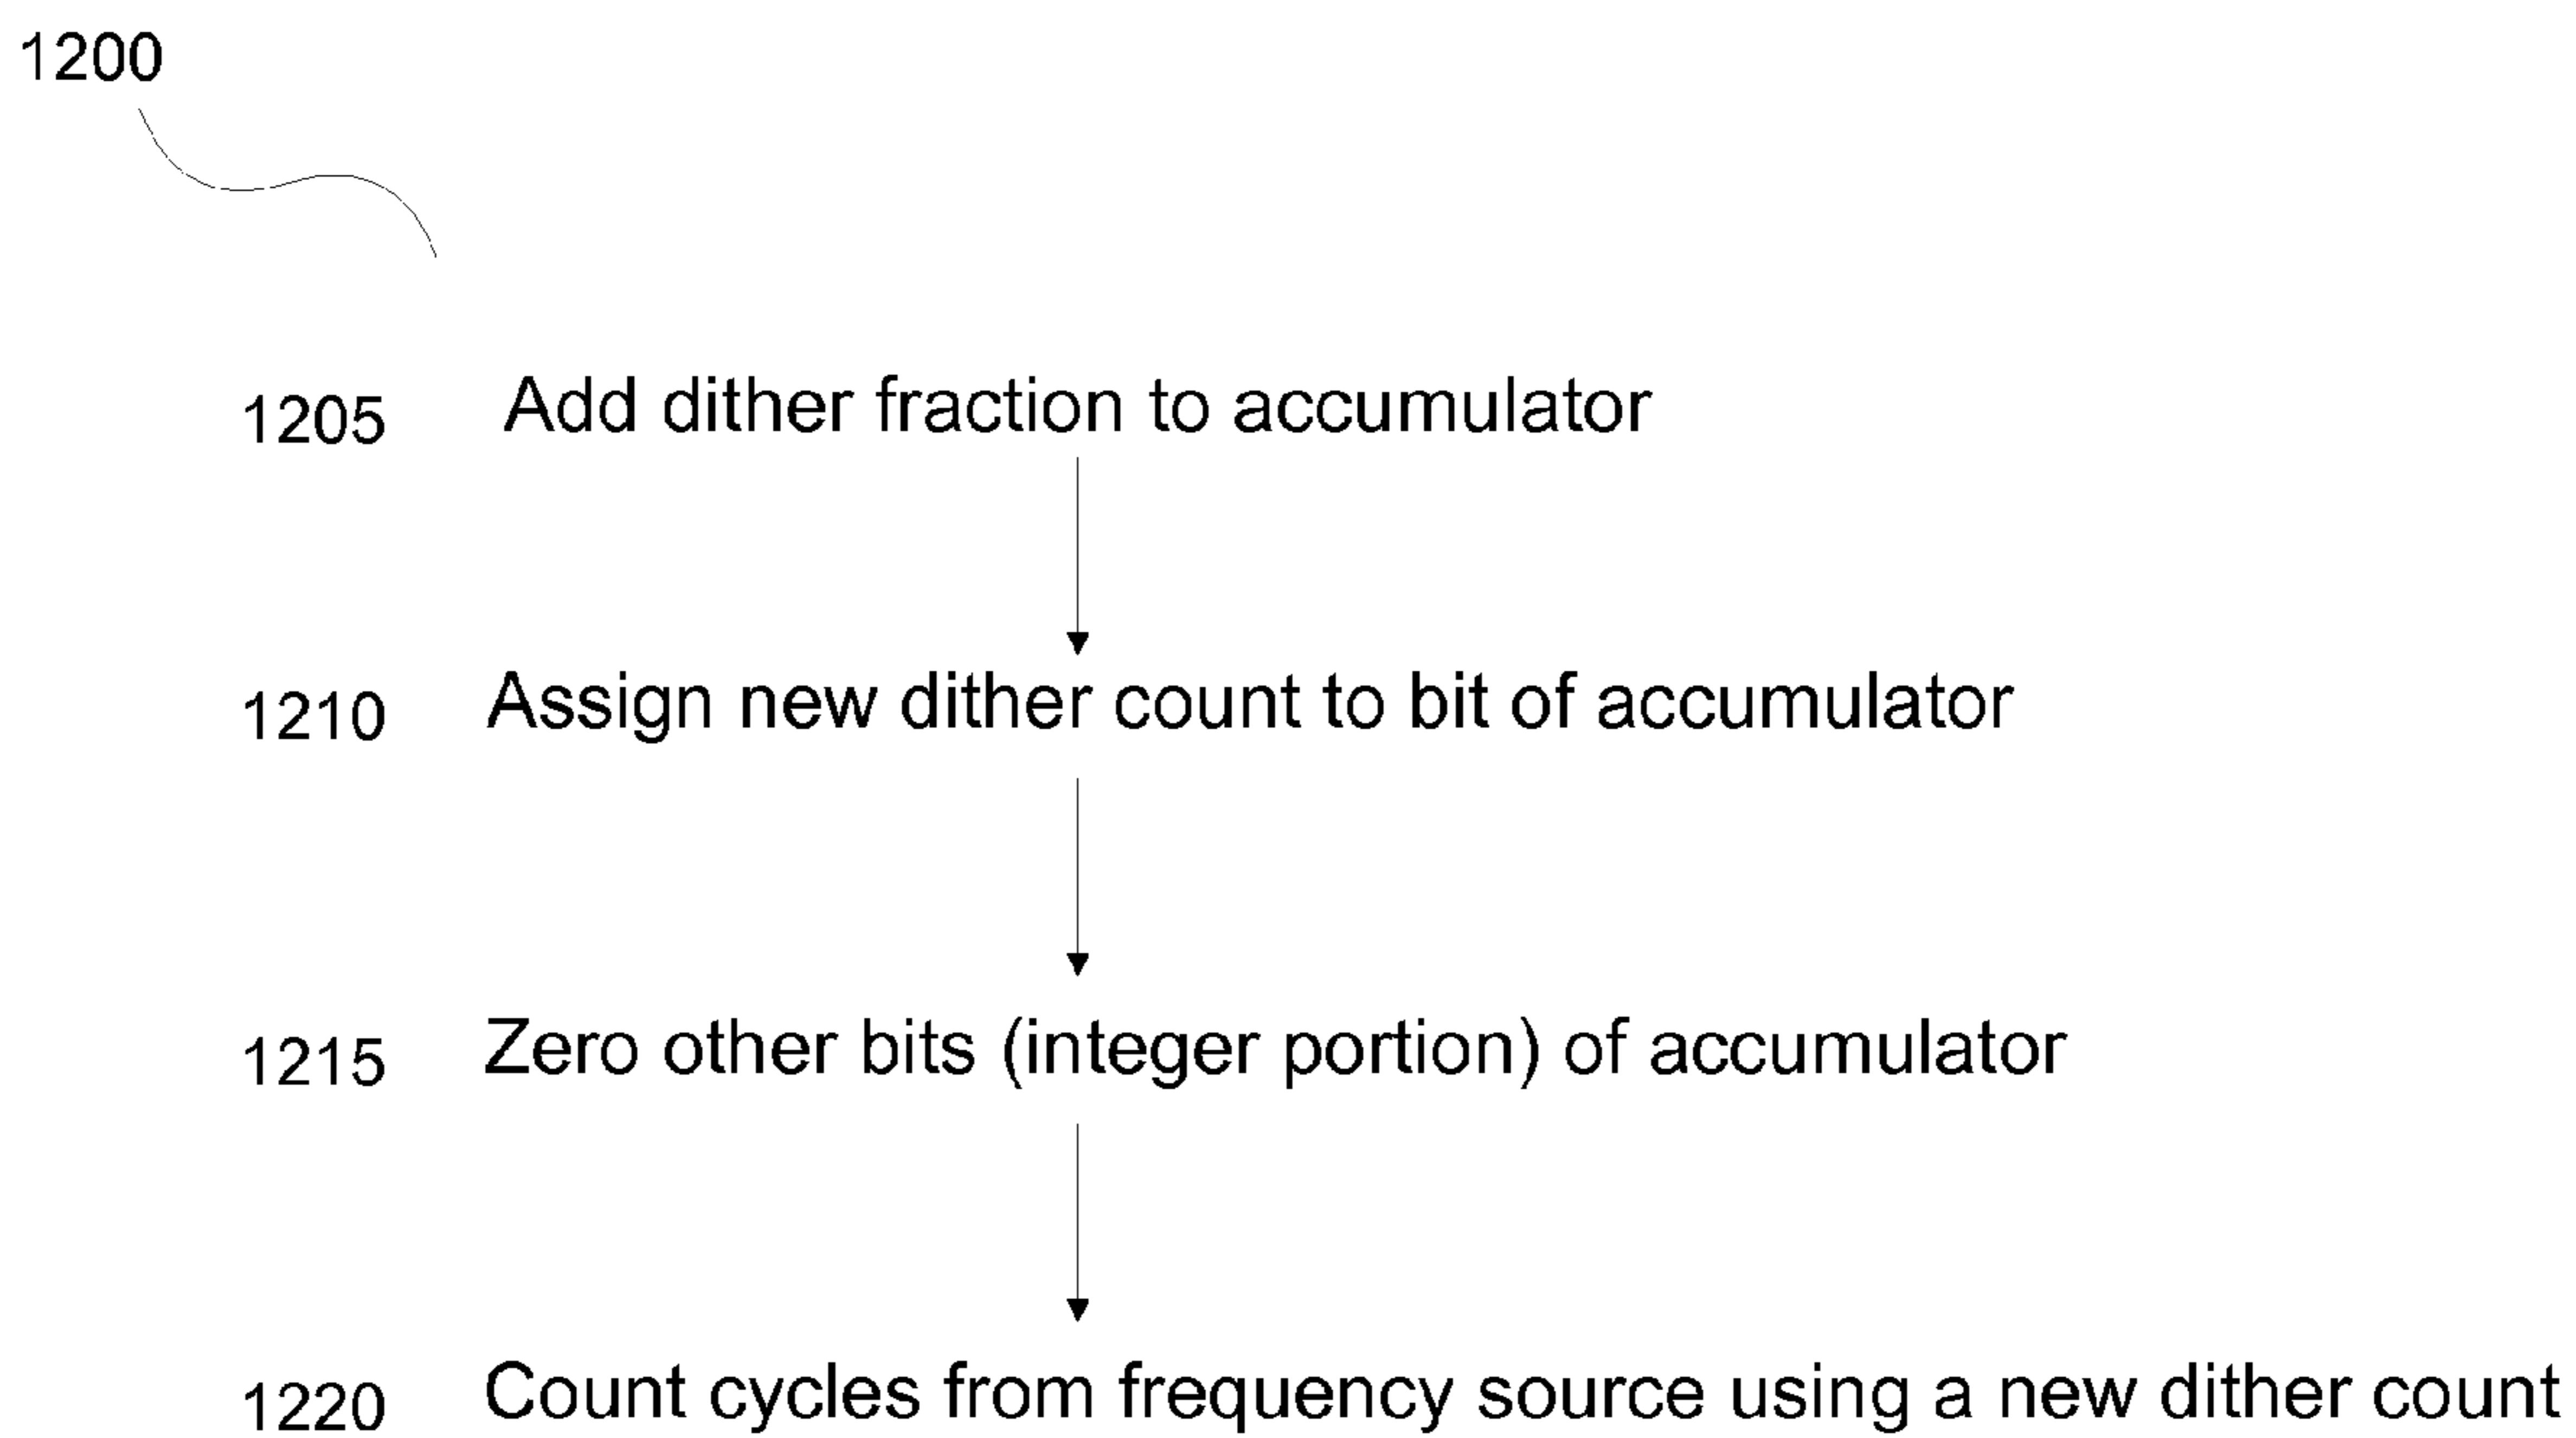 1200
1205 Add dither fraction to accumulator
1210 Assign new dither count to bit of accumulator
1215 Zero other bits (integer portion) of accumulator
1220 Count cycles from frequency source using a new dither count